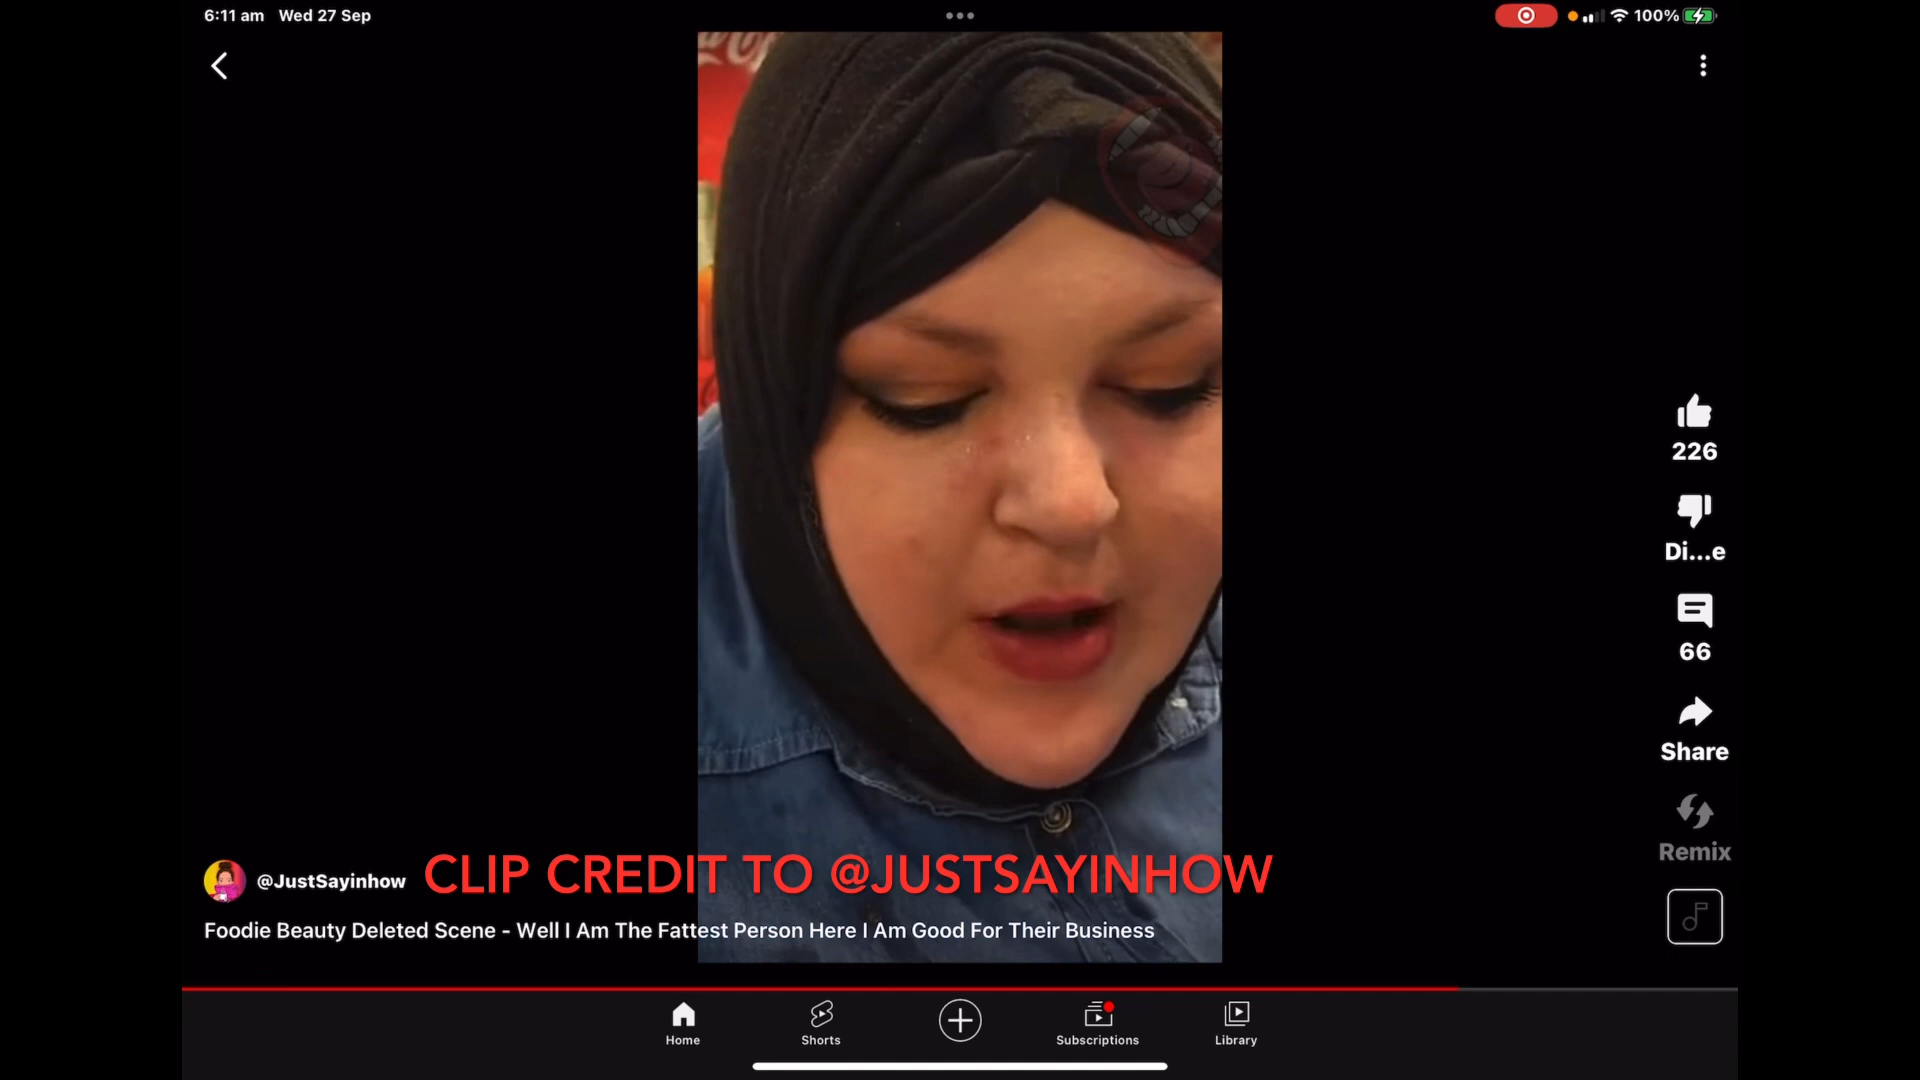 6:11 am Wed 27 Sep
100%
226
Di...e
66
Share
Remix
@JustSayinhow CLIP CREDIT TO @JUSTSAYINHOW
Foodie Beauty Deleted Scene - Well I Am The Fattest Person Here I Am Good For Their Business
Home Shorts Subscriptions Library